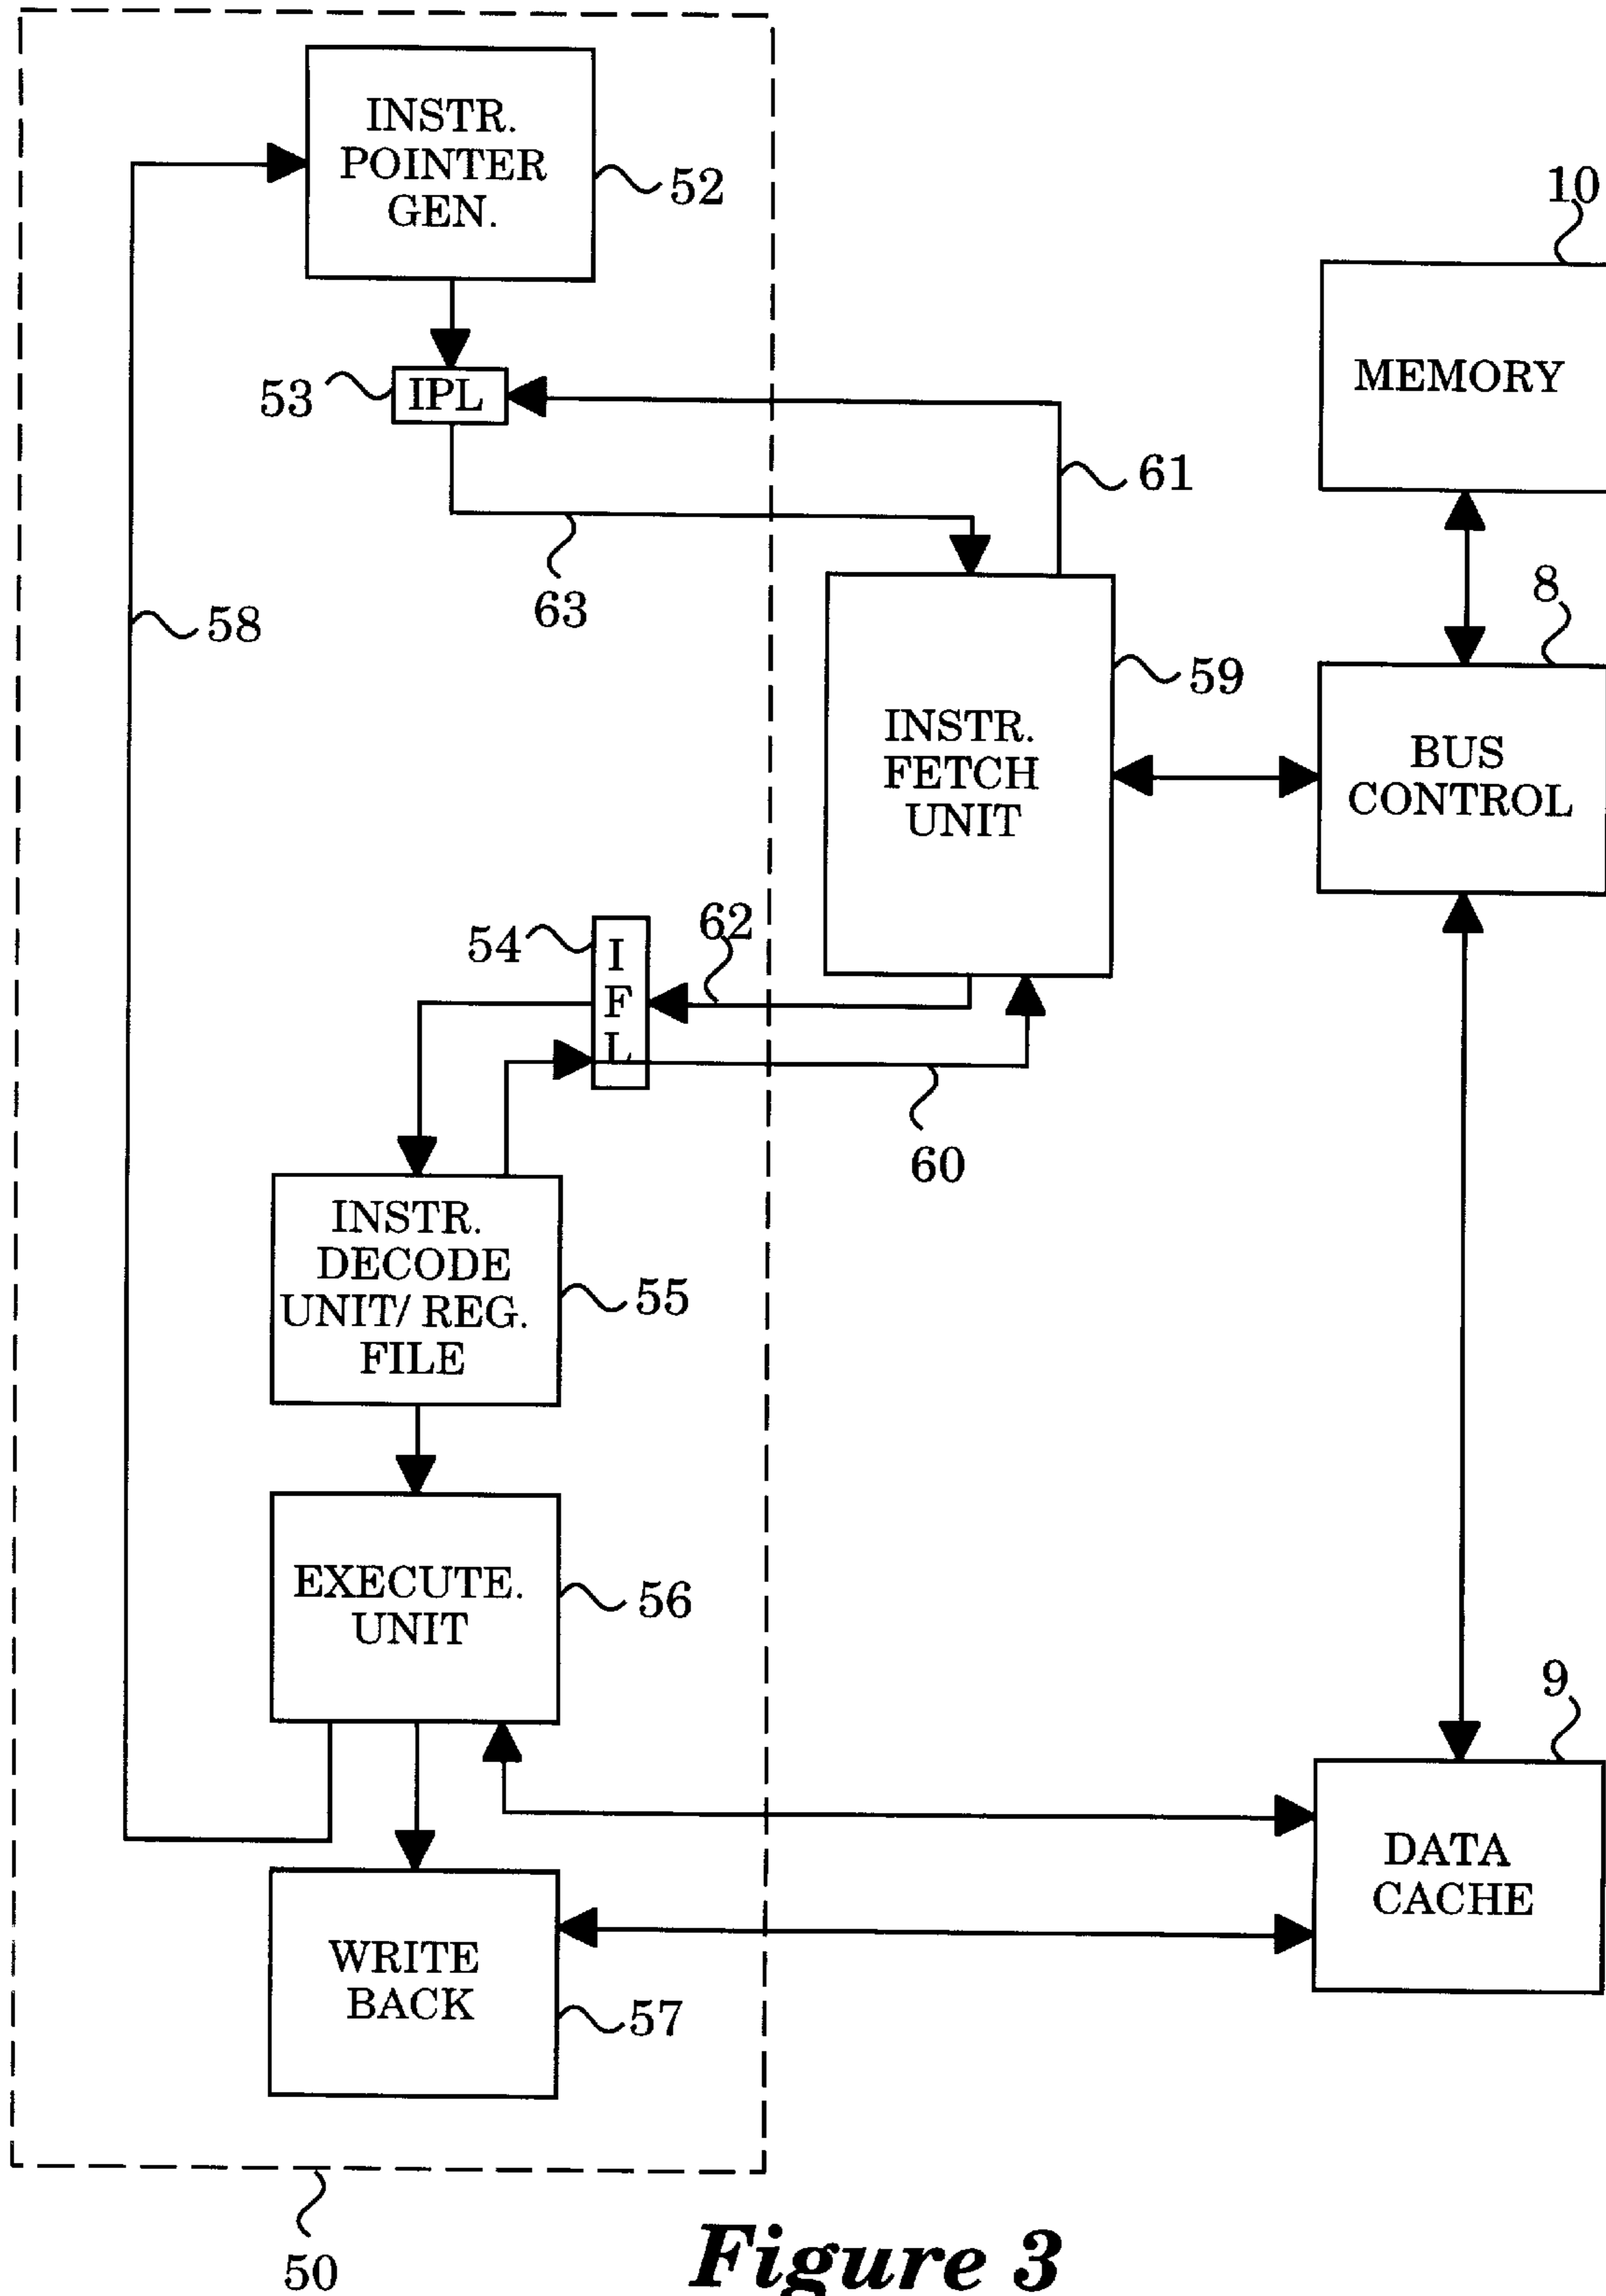 INSTR.
POINTER
GEN.
52
10
MEMORY
53
IPL
61
63
58
8
59
INSTR.
FETCH
UNIT
BUS
CONTROL
54
I
F
L
62
60
INSTR.
DECODE
UNIT/ REG.
FILE
55
EXECUTE.
UNIT
56
9
DATA
CACHE
WRITE
BACK
57
50
Figure 3